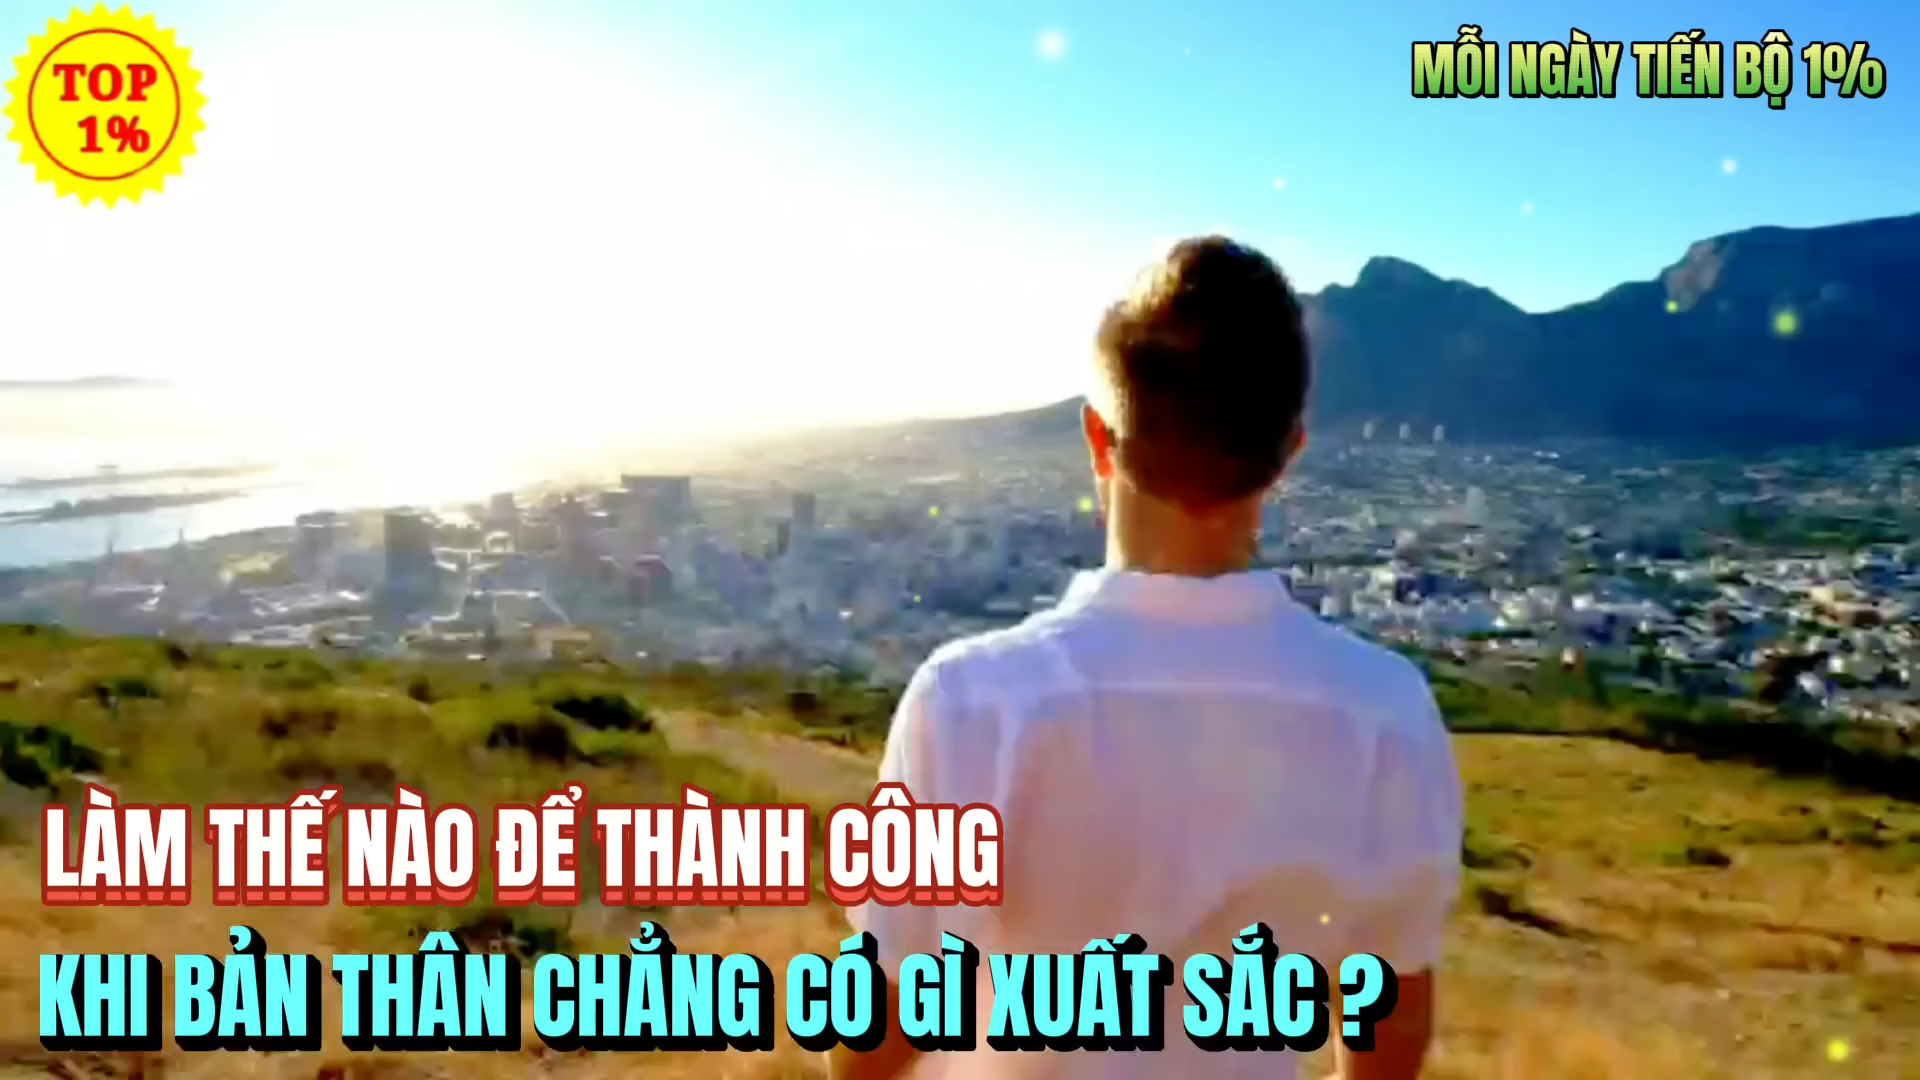 TOP
1%
MỖI NGÀY TIẾN BỘ 1%
LÀM THẾ NÀO ĐỂ THÀNH CÔNG
KHI BẢN THÂN CHẲNG CÓ GÌ XUẤT SẮC ?